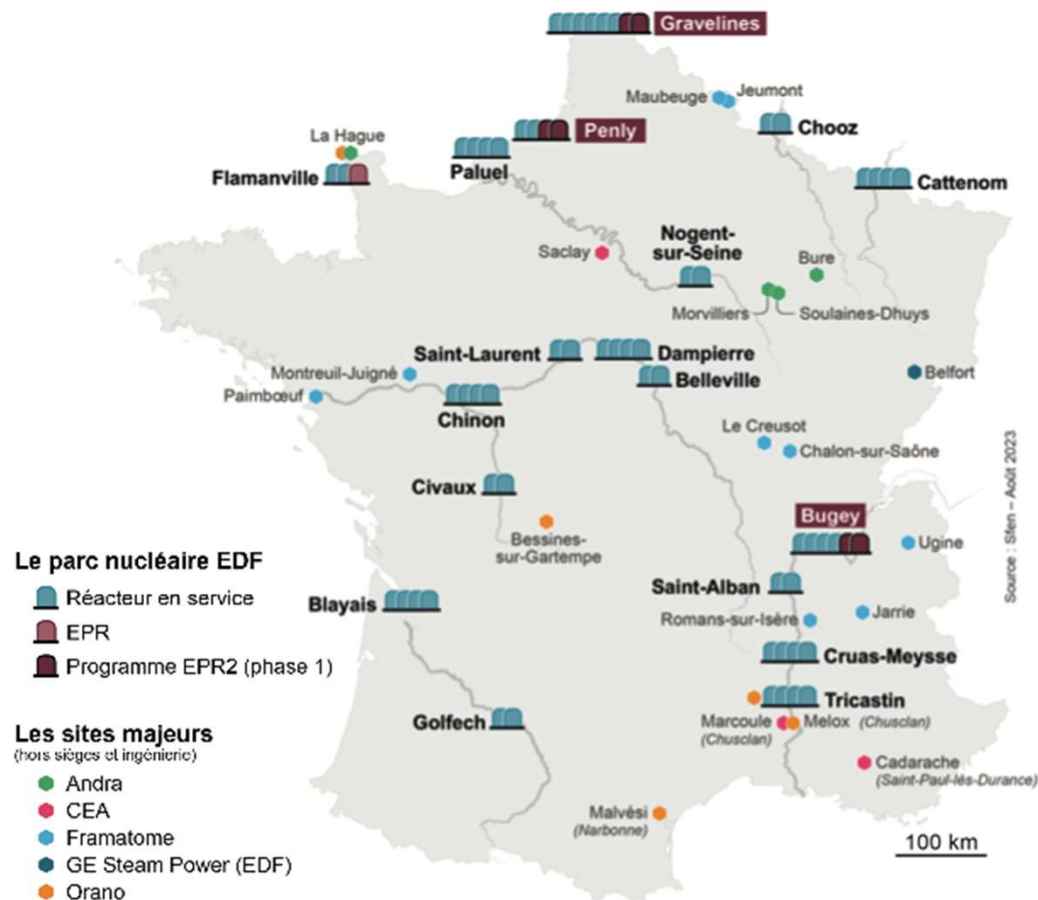 Gravelines
Maubeuge
Jeumont
Chooz
La Hague
Penly
Flamanville
Paluel
Cattenom
Nogent-
sur-Seine
Saclay
Bure
Morvilliers
Soulaines-Dhuys
Saint-Laurent
Dampierre
Montreuil-Juigné
Belleville
Belfort
Paimbœuf
Chinon
Le Creusot
Chalon-sur-Saône
Civaux
Bugey
Bessines-
sur-Gartempe
Ugine
Source : Sfen – Août 2023
Le parc nucléaire EDF
Réacteur en service
EPR
Programme EPR2 (phase 1)
Saint-Alban
Blayais
Romans-sur-Isère
Jarrie
Cruas-Meysse
Tricastin
Golfech
Marcoule
(Chusclan)
Melox (Chusclan)
Cadarache
(Saint-Paul-lès-Durance)
Malvési
(Narbonne)
100 km
Les sites majeurs
(hors sièges et ingénierie)
Andra
CEA
Framatome
GE Steam Power (EDF)
Orano